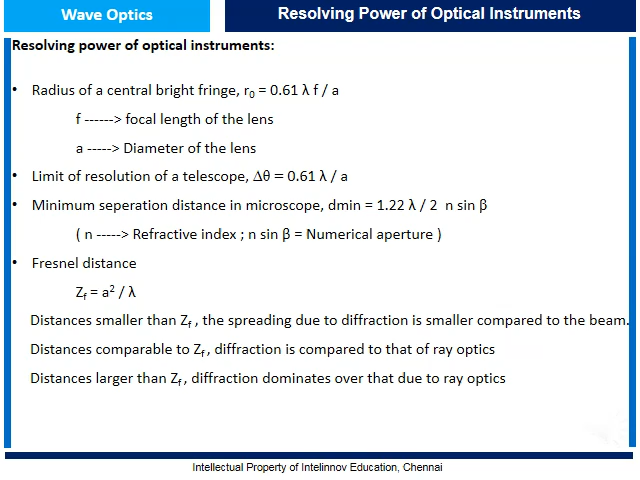 Wave Optics
Resolving Power of Optical Instruments
Resolving power of optical instruments:
• Radius of a central bright fringe, r₀ = 0.61 λ f / a
f ------> focal length of the lens
a -----> Diameter of the lens
• Limit of resolution of a telescope, Δθ = 0.61 λ / a
• Minimum seperation distance in microscope, dmin = 1.22 λ / 2 n sin β
( n -----> Refractive index ; n sin β = Numerical aperture )
• Fresnel distance
Zf = a² / λ
Distances smaller than Zf , the spreading due to diffraction is smaller compared to the beam.
Distances comparable to Zf , diffraction is compared to that of ray optics
Distances larger than Zf , diffraction dominates over that due to ray optics
Intellectual Property of Intelinnov Education, Chennai